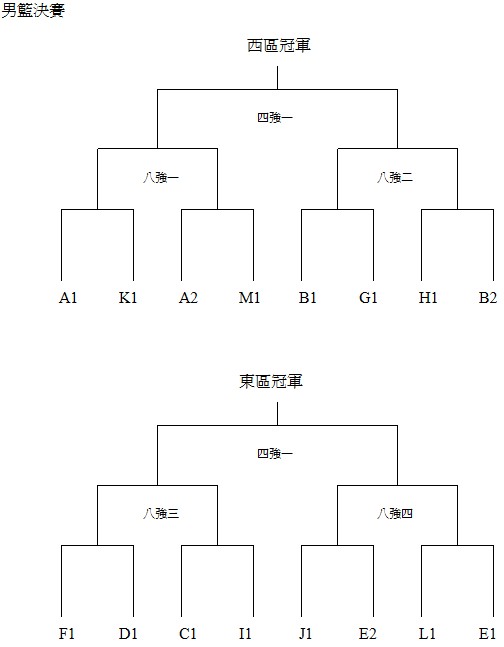 男籃決賽
西區冠軍
四強一
八強一 八強二
A1 K1 A2 M1 B1 G1 H1 B2
東區冠軍
四強一
八強三 八強四
F1 D1 C1 I1 J1 E2 L1 E1